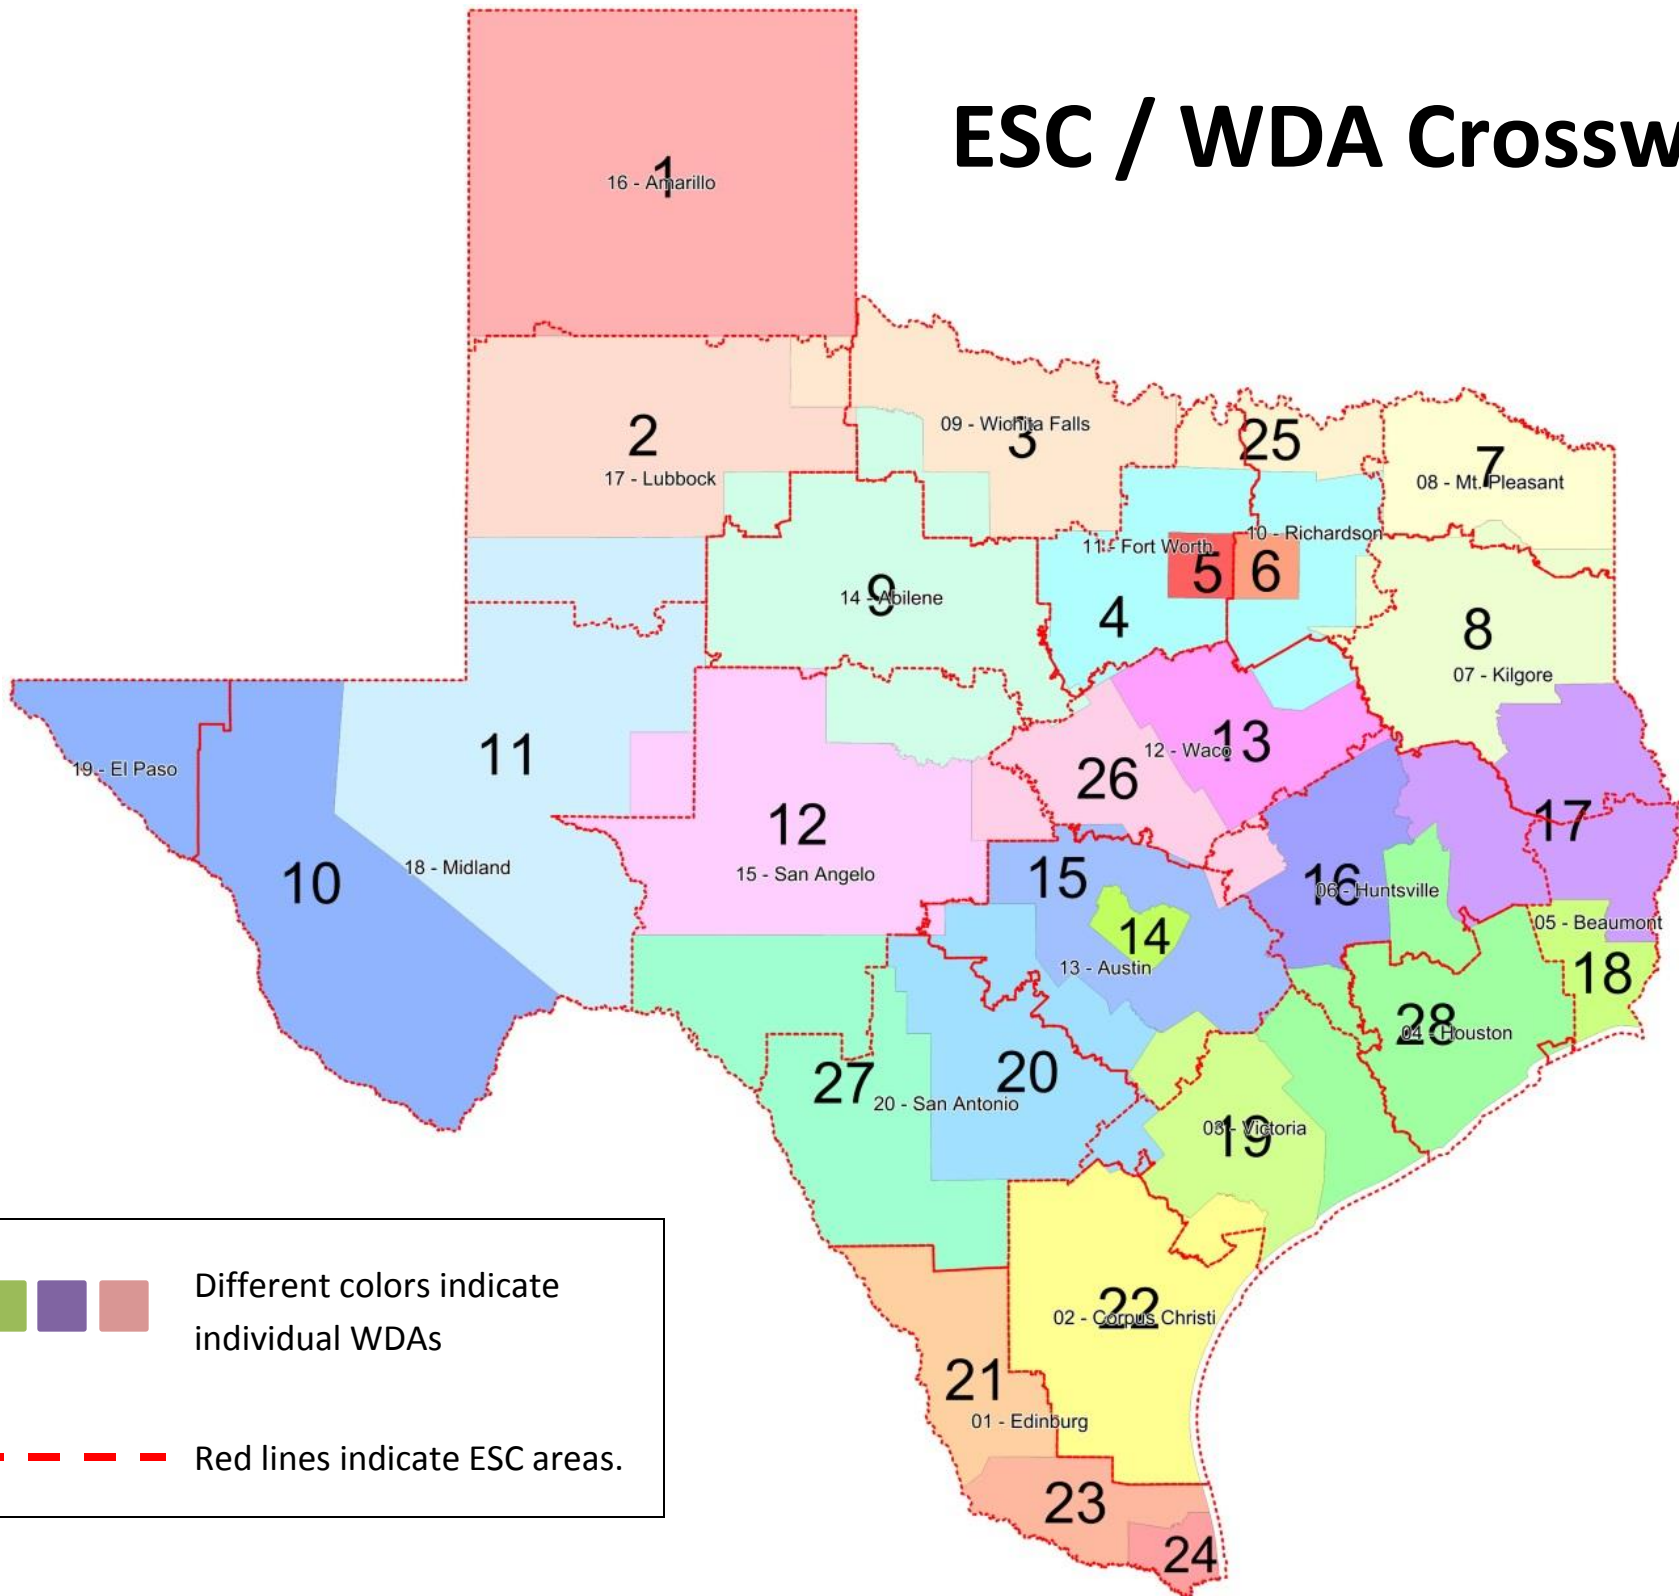 ESC / WDA Crossw
1
16 - Amarillo
2
17 - Lubbock
09 - Wichita Falls
3
25
7
08 - Mt. Pleasant
10 - Richardson
11 - Fort Worth
5
6
9
14 - Abilene
4
8
07 - Kilgore
11
19 - El Paso
12 - Waco
13
26
12
17
10
18 - Midland
15 - San Angelo
15
16
06 - Huntsville
14
13 - Austin
05 - Beaumont
18
28
04 - Houston
27
20
20 - San Antonio
03 - Victoria
19
22
02 - Corpus Christi
21
01 - Edinburg
23
24
Different colors indicate
individual WDAs
Red lines indicate ESC areas.